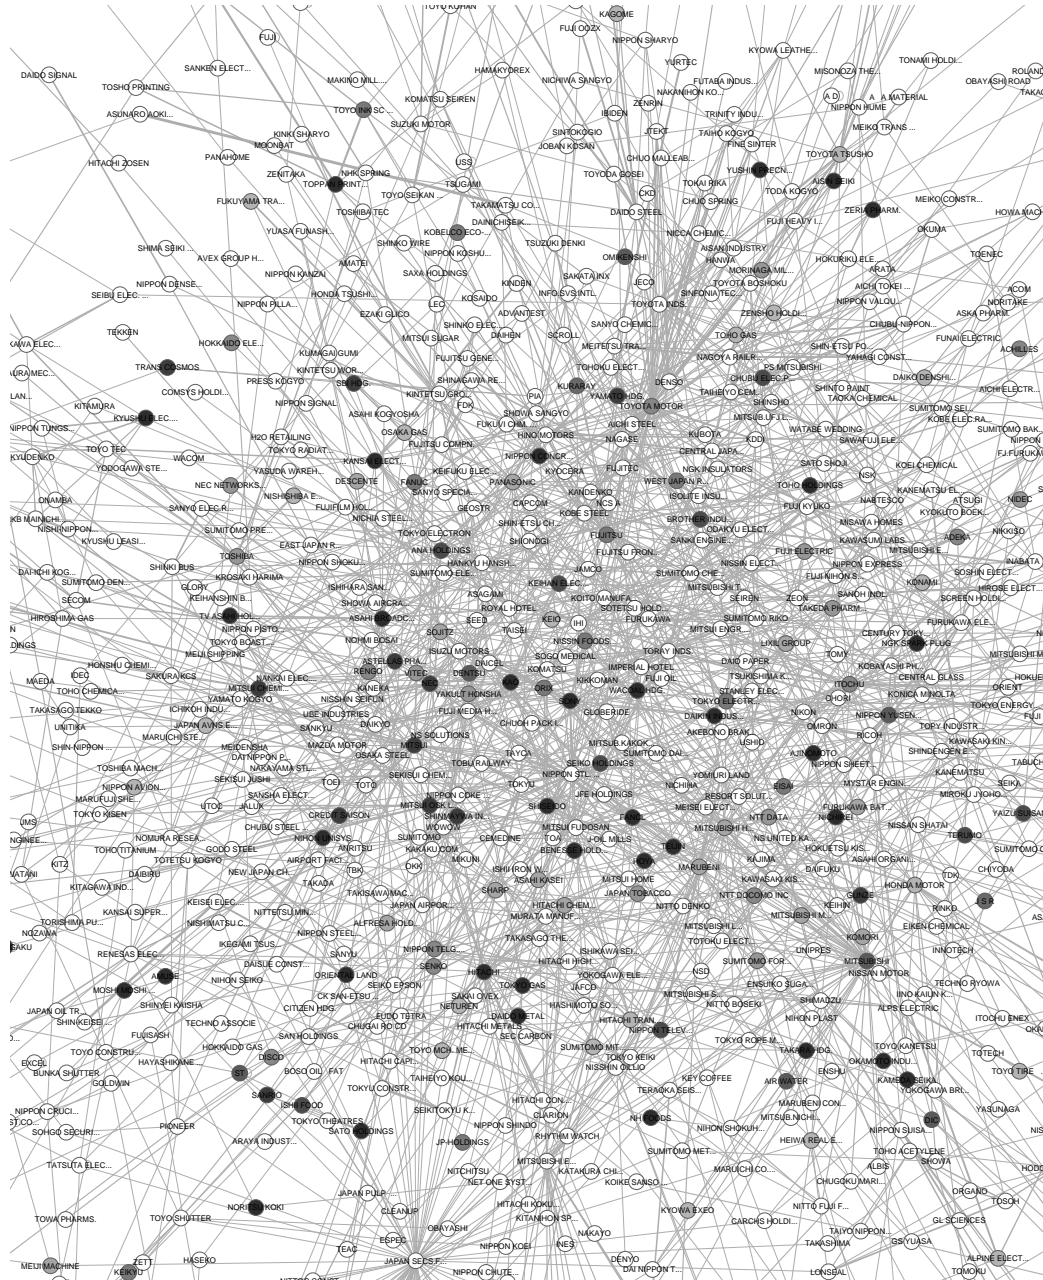 TOYO KOHAN
KAGOME
FUJI OOZX
FUJI
NIPPON SHARYO
KYOWA LEATHE...
YURTEC
TONAMI HOLDI...
SANKEN ELECT...
HAMAKYOREX
MISONOZA THE...
ROLAND
DAIDO SIGNAL
MAKINO MILL....
NICHIWA SANGYO
FUTABA INDUS...
OBAYASHI ROAD
TOSHO PRINTING
NAKANIHON KO...
KOMATSU SEIREN
ZENRIN
A D
A MATERIAL
NIPPON HUME
ASUNARO AOKI...
TOYO INK SC ...
IBIDEN
TRINITY INDU...
SUZUKI MOTOR
MEIKO TRANS ...
KINKI SHARYO
SINTOKOGIO
JTEKT
TAIHO KOGYO
MOONBAT
JOBAN KOSAN
FINE SINTER
PANAHOME
CHUO MALLEAB...
TOYOTA TSUSHO
HITACHI ZOSEN
USS
NHK SPRING
ZENITAKA
TOYODA GOSEI
YUSHIN PRECN...
TOPPAN PRINT...
TSUGAMI
TOKAI RIKA
AISIN SEIKI
TOYO SEIKAN ...
CKD
TODA KOGYO
FUKUYAMA TRA...
CHUO SPRING
MEIKO CONSTR...
TAKAMATSU CO...
TOSHIBA TEC
DAIDO STEEL
ZERIA PHARM.
HOWA MACH
DAINICHISEIK...
FUJI HEAVY I...
YUASA FUNASH...
KOBELCO ECO-...
NICCA CHEMIC...
OKUMA
SHINKO WIRE
TSUZUKI DENKI
AISAN INDUSTRY
SHIMA SEIKI ...
NIPPON KOSHU...
OMIKENSHI
HANWA
HOKURIKU ELE...
TOENEC
AVEX GROUP H...
AMATEI
SAXA HOLDINGS
SAKATA INX
MORINAGA MIL...
ARATA
NIPPON KANZAI
KINDEN
JECO
TOYOTA BOSHOKU
NIPPON DENSE...
AICHI TOKEI ...
ACOM
SEIBU ELEC. ...
HONDA TSUSHI...
KOSAIDO
INFO SVS INTL.
SINFONIA TEC...
NIPPON VALQU...
NORITAKE
NIPPON PILLA...
LEC
TOYOTA INDS.
EZAKI GLICO
ADVANTEST
ZENSHO HOLDI...
ASKA PHARM.
TEKKEN
SHINKO ELEC...
SANYO CHEMIC...
CHUBU-NIPPON...
MITSUI SUGAR
DAIHEN
SCROLL
TOHO GAS
FUNAI ELECTRIC
HOKKAIDO ELE...
MEITETSU TRA...
SHIN-ETSU PO...
ACHILLES
KUMAGAI GUMI
FUJITSU GENE...
TOHOKU ELECT...
NAGOYA RAILR...
YAHAGI CONST...
TRANS COSMOS
KINTETSU WOR...
PS MITSUBISHI
SHINAGAWA RE...
DENSO
CHUBU ELEC.P...
DAIKO DENSHI...
PRESS KOGYO
SBI HDG.
KURARAY
SHINTO PAINT
AICHI ELECTR...
COMSYS HOLDI...
KINTETSU GRO...
PIA
YAMATO HDG.
TAIHEIYO CEM...
SHINSHO
TAOKA CHEMICAL
NIPPON SIGNAL
FDK
TOYOTA MOTOR
KITAMURA
ASAHI KOGYOSHA
SHOWA SANGYO
MITSUB.UFJ L...
SUMITOMO SEI...
KYUSHU ELEC....
FUKUVI CHM. ...
AICHI STEEL
KOBE ELEC.RA...
NIPPON TUNGS...
OSAKA GAS
HINO MOTORS
KUBOTA
WATABE WEDDING
SUMITOMO BAK...
H2O RETAILING
FUJITSU COMPN.
NAGASE
KDDI
SAWAFUJI ELE...
TOYO TEC
TOKYO RADIAT...
NIPPON CONCR...
CENTRAL JAPA...
WACOM
KANSAI ELECT...
FUJITEC
SATO SHOJI
KOEI CHEMICAL
YODOGAWA STE...
YASUDA WAREH...
KEIFUKU ELEC ...
KYOCERA
NGK INSULATORS
NSK
DESCENTE
FANUC
PANASONIC
WEST JAPAN R...
TOHO HOLDINGS
KANEMATSU EL...
NEC NETWORKS...
NISHISHIBA E...
SANYO SPECIA...
KANDENKO
ISOLITE INSU...
NABTESCO
ATSUGI
NIDEC
ONAMBA
SANYO ELEC.R...
FUJIFILM HOL...
GEOSTR
CAPCOM
NCS A
FUJI KYUKO
KYOKUTO BOEK...
NICHIA STEEL...
KOBE STEEL
BROTHER INDU...
MISAWA HOMES
SUMITOMO PRE...
SHIN-ETSU CH...
ODAKYU ELECT...
NIKKISO
TOKYO ELECTRON
FUJITSU
SANKI ENGINE...
KAWASUMI LABS.
ADEKA
KYUSHU LEASI...
EAST JAPAN R...
SHIONOGI
ANA HOLDINGS
FUJITSU FRON...
FUJI ELECTRIC
MITSUBISHI E...
TOSHIBA
NIPPON SHOKU...
HANKYU HANSH...
NISSIN ELECT...
NIPPON EXPRESS
INABATA
SHINKI BUS
JAMCO
SUMITOMO ELE...
SUMITOMO CHE...
FUJI NIHON S...
SOSHIN ELECT...
KROSAKI HARIMA
KEIHAN ELEC...
KONAMI
GLORY
ISHIHARA SAN...
MITSUBISHI T...
SANOH INDL.
HIROSE ELECT...
SECOM
KEIHANSHIN B...
SHOWA AIRCRA...
ASAGAMI
KOITO MANUFA...
SEIREN
ZEON
SCREEN HOLDI...
HIROSHIMA GAS
TV ASAHI HOL...
ROYAL HOTEL
SOTETSU HOLD...
TAKEDA PHARM...
ASAHI BROADC...
SEED
KEIO
IHI
FURUKAWA
SUMITOMO RIKO
FURUKAWA ELE...
NIPPON PISTO...
SOJITZ
TAISEI
MITSUI ENGR...
CENTURY TOKY...
TOKYO BOAST...
NOHMI BOSAI
NISSIN FOODS...
LIXIL GROUP
NGK SPARK PLUG
MEIJI SHIPPING
ISUZU MOTORS
SOGO MEDICAL
TORAY INDS.
TOMY
MITSUBISHI M...
HONSHU CHEMI...
ASTELLAS PHA...
DAICEL
DAIO PAPER
KOBAYASHI PH...
RENGO
VITEC
DENTSU
KOMATSU
IMPERIAL HOTEL
MAEDA
IDEC
SAKURA KCS
NANKAI ELEC...
KIKKOMAN
FUJI OIL
TSUKISHIMA K...
CENTRAL GLASS
TOHO CHEMICA...
MITSUI CHEMI...
KANEKA
NEC
KAO
ORIX
WACOAL HDG.
ITOCHU
ORIENT
YAMATO KOGYO
NISSHIN SEIFUN
YAKULT HONSHA
SONY
STANLEY ELEC...
CHORI
KONICA MINOLTA
TAKASAGO TEKKO
ICHIKOH INDU...
UBE INDUSTRIES
FUJI MEDIA H...
GLOBERIDE
TOKYO ELECTR...
TOKYO ENERGY...
NIKON
DAIKIN INDUS...
NIPPON YUSEN...
UNITIKA
JAPAN AVNS E...
SANKYU
DAIKYO
CHUOH PACK I...
OMRON
TOPY INDUSTR...
MARUICHI STE...
NS SOLUTIONS
AKEBONO BRAK...
RICOH
KAWASAKI KIN...
SHIN-NIPPON ...
MEIDENSHA
MAZDA MOTOR
MITSUI
TAYCA
MITSUB.KAKOK...
USHIO
SHINDENGEN E...
DAI NIPPON P...
OSAKA STEEL
SUMITOMO DAI...
AJINOMOTO
TOSHIBA MACH...
NAKAYAMA STL...
TOBU RAILWAY
SEIKO HOLDINGS
NIPPON SHEET...
SEKISUI JUSHI
SEKISUI CHEM...
NIPPON STL. ...
YOMIURI LAND
KANEMATSU
NIPPON AVION...
TOEI
TOTO
TOKYU
NICHIHA
EISAI
MYSTAR ENGIN...
SEIKA
MARUFUJI SHE...
SANSHA ELECT...
NIPPON COKE ...
JFE HOLDINGS
RESORT SOLUT...
MIROKU JYOHO...
UTOC
JALUX
MITSUI OSK L...
SHISEIDO
MEISEI ELECT...
FURUKAWA BAT...
TOKYO KISEN
CREDIT SAISON
SHINMAYWA IN...
FANCL
NTT DATA
NICHIREI
YAIZU SUISAN
JMS
CHUBU STEEL ...
WOWOW
MITSUI FUDOSAN
MITSUBISHI H...
NISSAN SHATAI
NOMURA RESEA...
NIHON UNISYS
SUMITOMO
CEMEDINE
TOA
J-OIL MILLS
NS UNITED KA...
TERUMO
TOHO TITANIUM
GODO STEEL
ANRITSU
KAKAKU.COM
BENESSE HOLD...
TEIJIN
HOKUETSU KIS...
KITZ
TOTETSU KOGYO
AIRPORT FACI...
MIKUNI
HOYA
KAJIMA
ASAHI ORGANI...
DAIBIRU
NEW JAPAN CH...
TBK
DKK
ISHII IRON W...
MARUBENI
DAIFUKU
CHIYODA
KITAGAWA IND...
TAKADA
ASAHI KASEI
MITSUI HOME
KAWASAKI KIS...
TDK
TAKISAWA MAC...
SHARP
JAPAN TOBACCO
NTT DOCOMO INC
HONDA MOTOR
KEISEI ELEC...
GUNZE
J S R
KANSAI SUPER...
NITTETSU MIN...
JAPAN AIRPOR...
HITACHI CHEM...
NITTO DENKO
KEIHIN
RINKO
TORISHIMA PU...
NISHIMATSU C...
ALFRESA HOLD...
MURATA MANUF...
MITSUBISHI M...
NOZAWA
NIPPON STEEL...
MITSUBISHI L...
EIKEN CHEMICAL
IKEGAMI TSUS...
TAKASAGO THE...
TOTOKU ELECT...
KOMORI
RENESAS ELEC...
SANYU
NIPPON TELG...
ISHIKAWA SEI...
UNIPRES
INNOTECH
DAISUE CONST...
SENKO
HITACHI HIGH...
SUMITOMO FOR...
MITSUBISHI
AMUSE
ORIENTAL LAND
HITACHI
YOKOGAWA ELE...
NSD
NISSAN MOTOR
NIHON SEIKO
SEIKO EPSON
TOKYO GAS
JAFCO
ENSUIKO SUGA...
TECHNO RYOWA
MOSHI MOSHI...
CK SAN-ETSU ...
SAKAI OVEX
MITSUBISHI S...
SHINYEI KAISHA
CITIZEN HDG.
NETUREN
HASHIMOTO SO...
NITTO BOSEKI
SHIMADZU
IINO KAIUN K...
JAPAN OIL TR...
EUDO TETRA
DAIDO METAL
ALPS ELECTRIC
SHIN-KEISEI ...
TECHNO ASSOCIE
CHUGAI RO CO
HITACHI METALS
HITACHI TRAN...
NIHON PLAST
ITOCHU ENEX
FUJISASH
SAN HOLDINGS
SEC CARBON
NIPPON TELEV...
TOYO CONSTRU...
HOKKAIDO GAS
TOYO MCH. ME...
SUMITOMO MIT...
TOKYO ROPE M...
TAKARA HDG.
TOYO KANETSU
TOTECH
EXCEL
HAYASHIKANE...
DISCO
HITACHI CAPI...
TOKYO KEIKI
OKAMOTO INDU...
BUNKA SHUTTER
ST
BOSO OIL
FAT
NISSHIN OILLIO
ENSHU
TOYO TIRE ...
GOLDWIN
TAIHEIYO KOU...
KEY COFFEE
AIR WATER
KAMEDA SEIKA...
TOKYU CONSTR...
TERAOKA SEIS...
YOKOGAWA BRI...
SANRIO
HITACHI CON...
MARUBENI CON...
NIPPON CRUCI...
ISHII FOOD
SEIKITOKYU K...
CLARION
MITSUB.NICHI...
YASUNAGA
TOKYO THEATRES
NIPPON SHINDO
NH FOODS
PIONEER
SATO HOLDINGS
NIHON SHOKUH...
DIC
SOHGO SECURI...
RHYTHM WATCH
HEIWA REAL E...
NIPPON SUISA...
ARAYA INDUST...
JP-HOLDINGS
SUMITOMO MET...
TOHO ACETYLENE
TATSUTA ELEC...
MITSUBISHI E...
ALBIS
SHOWA
NITCHITSU
KATAKURA CHI...
MARUICHI CO....
NET ONE SYST...
KOIKE SANSO ...
CHUGOKU MARI...
JAPAN PULP ...
ORGANO
NORITSU KOKI
HITACHI KOKU...
NITTO FUJI F...
TOSOH
TOWA PHARMS.
TOYO SHUTTER
CLEANUP
KYOWA EXEO
KITANIHON SP...
CARCHS HOLDI...
GL SCIENCES
OBAYASHI
NAKAYO
TAIYO NIPPON...
ESPEC
GS YUASA
TEAC
NIPPON KOEI
INES
TAKASHIMA
ZETT
HASEKO
JAPAN SECS.F...
DENYO
ALPINE ELECT...
MEIJI MACHINE
KEIKYU
NIPPON CHUTE...
DAI NIPPON T...
LONSEAL
TOMOKU